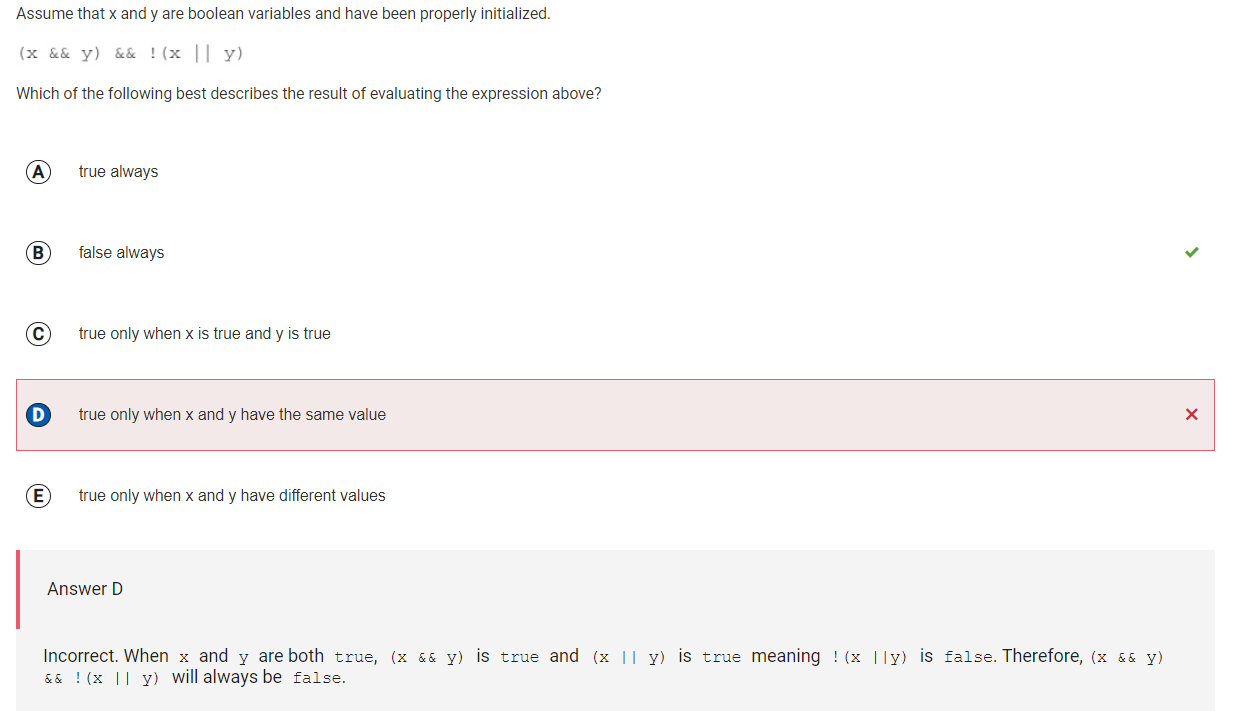 Assume that x and y are boolean variables and have been properly initialized.
(x && y) && !(x || y)
Which of the following best describes the result of evaluating the expression above?
A true always
B false always
C true only when x is true and y is true
D true only when x and y have the same value
E true only when x and y have different values
Answer D
Incorrect. When x and y are both true, (x && y) is true and (x || y) is true meaning !(x ||y) is false. Therefore, (x && y)
&& !(x || y) will always be false.